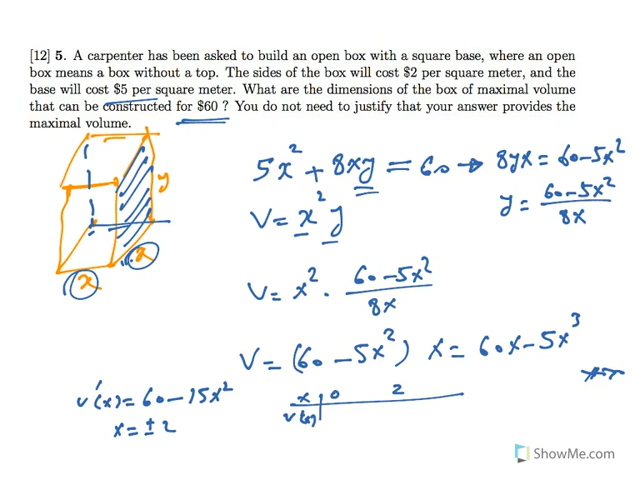 [12] 5. A carpenter has been asked to build an open box with a square base, where an open
box means a box without a top. The sides of the box will cost $2 per square meter, and the
base will cost $5 per square meter. What are the dimensions of the box of maximal volume
that can be constructed for $60 ? You do not need to justify that your answer provides the
maximal volume.
5x² + 8xy = 60 → 8yx = 60-5x²
y
V = x² y
y = (60-5x²)/(8x)
x x
V = x² · (60-5x²)/(8x)
V = (60 - 5x²) x = 60x - 5x³
V'(x) = 60 - 15x²
x 0 2
V(x)
x = ± 2
ShowMe.com